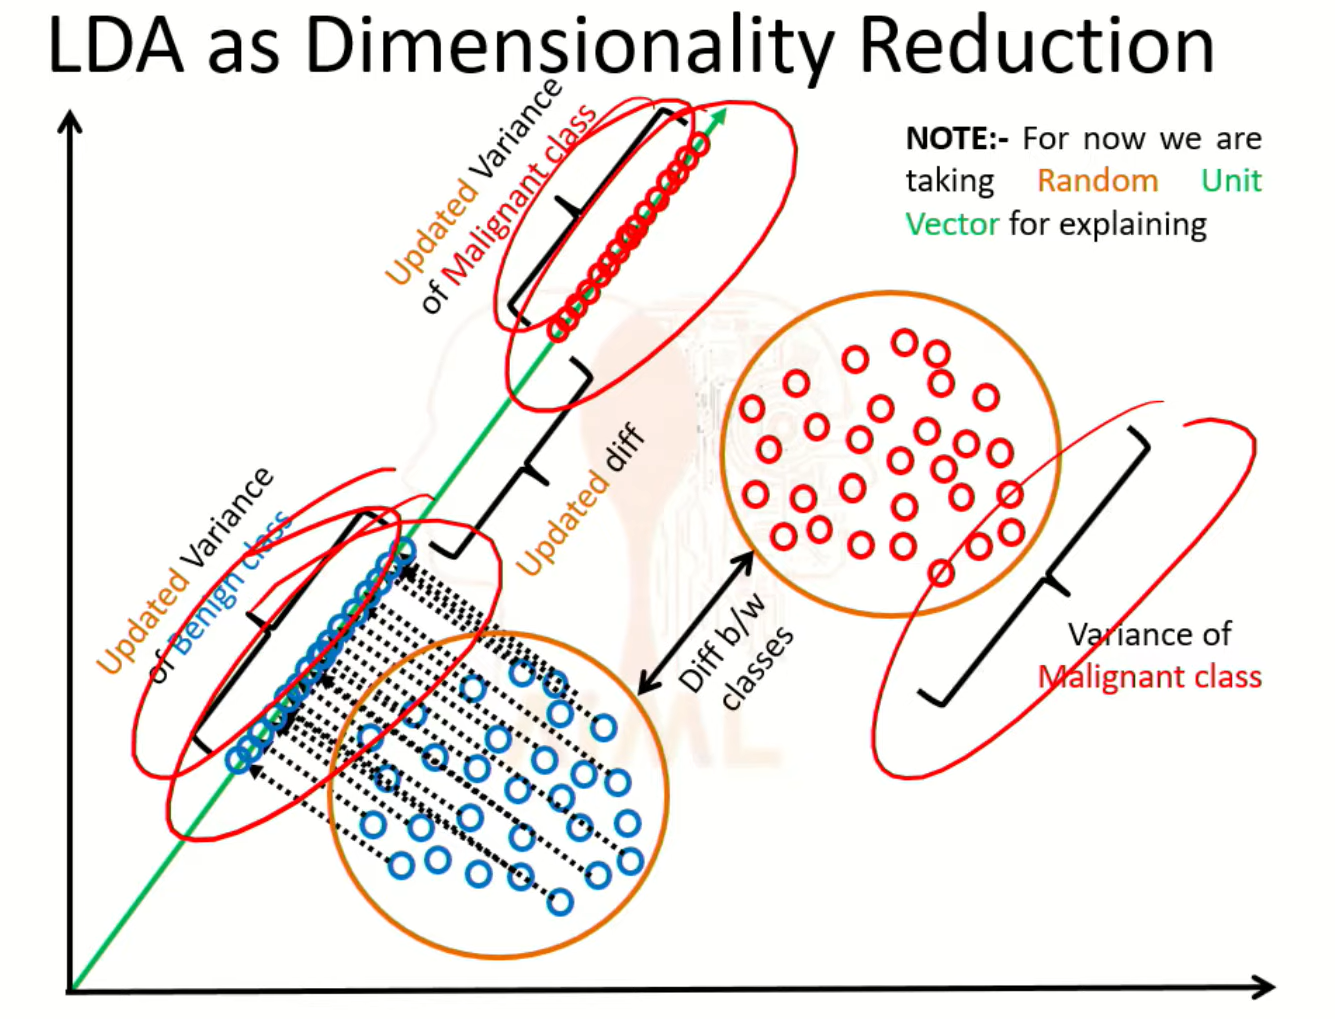 LDA as Dimensionality Reduction
Updated Variance
of Malignant class
NOTE:- For now we are
taking Random Unit
Vector for explaining
Updated diff
Updated Variance
of Benign class
Diff b/w
classes
Variance of
Malignant class